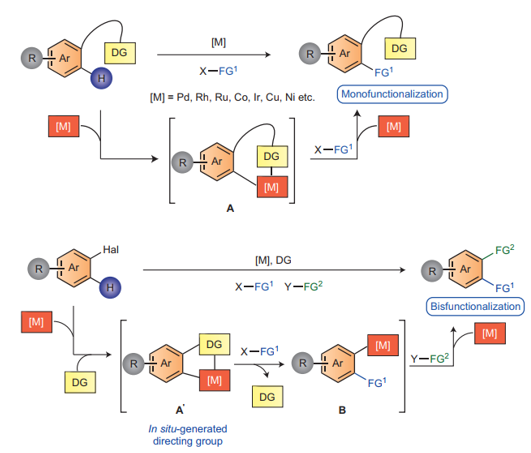 [M]
R
Ar
DG
H
X—FG¹
R
Ar
DG
FG¹
[M] = Pd, Rh, Ru, Co, Ir, Cu, Ni etc.
Monofunctionalization
[M]
R
Ar
DG
[M]
A
X—FG¹
[M]
Hal
R
Ar
H
[M], DG
X—FG¹ Y—FG²
R
Ar
FG²
FG¹
Bisfunctionalization
[M]
DG
R
Ar
DG
[M]
A'
In situ-generated
directing group
X—FG¹
DG
R
Ar
[M]
FG¹
B
Y—FG²
[M]